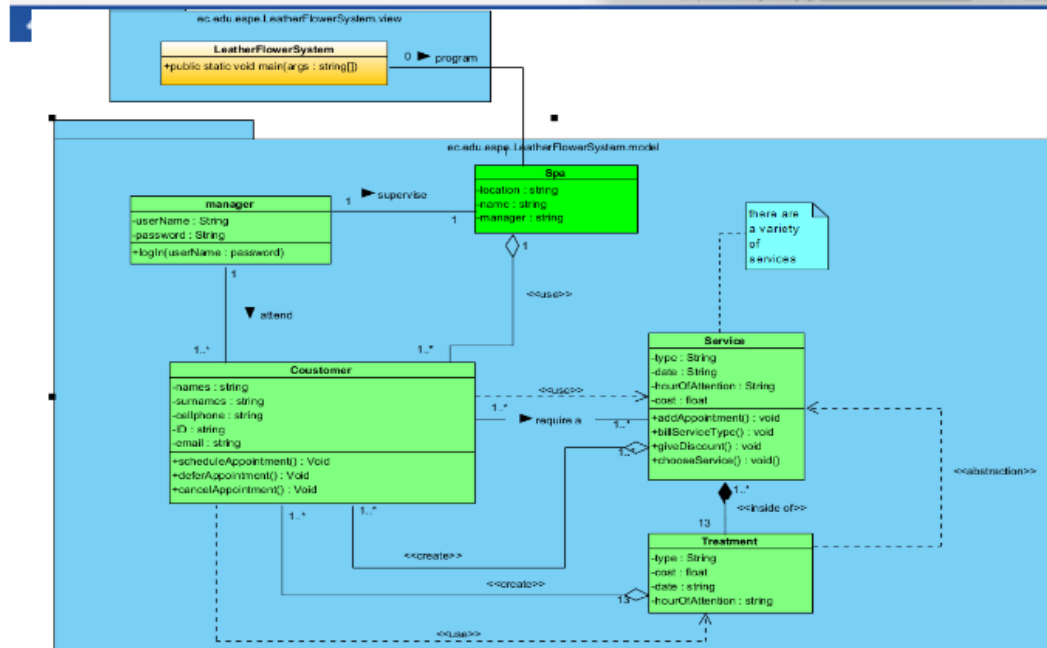 ec.edu.espe.LeatherFlowerSystem.view
LeatherFlowerSystem
+public static void main(args : string[])
0 program
ec.edu.espe.LeatherFlowerSystem.model
Spa
-location : string
-name : string
-manager : string
manager
-userName : String
-password : String
+logIn(userName : password)
1 supervise
1
there are
a variety
of
services
1
<<use>>
1
attend
1..*
1..*
Coustomer
-names : string
-surnames : string
-cellphone : string
-ID : string
-email : string
+scheduleAppointment() : Void
+deferAppointment() : Void
+cancelAppointment() : Void
<<use>>
1..*
require a
1..*
1..*
Service
-type : String
-date : String
-hourOfAttention : String
-cost : float
+addAppointment() : void
+billServiceType() : void
+giveDiscount() : void
+chooseService() : void()
<<abstraction>>
1..*
<<inside of>>
13
1..*
1..*
<<create>>
<<create>>
13
Treatment
-type : String
-cost : float
-date : string
-hourOfAttention : string
<<use>>